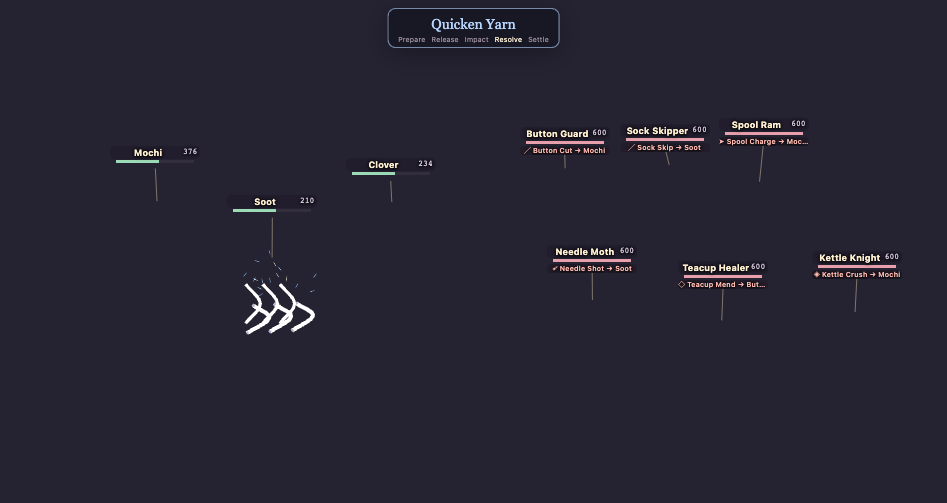 Quicken Yarn
Prepare Release Impact Resolve Settle
Mochi 376
Soot 210
Clover 234
Button Guard 600
Button Cut → Mochi
Sock Skipper 600
Sock Skip → Soot
Spool Ram 600
Spool Charge → Moc...
Needle Moth 600
Needle Shot → Soot
Teacup Healer 600
Teacup Mend → But...
Kettle Knight 600
Kettle Crush → Mochi